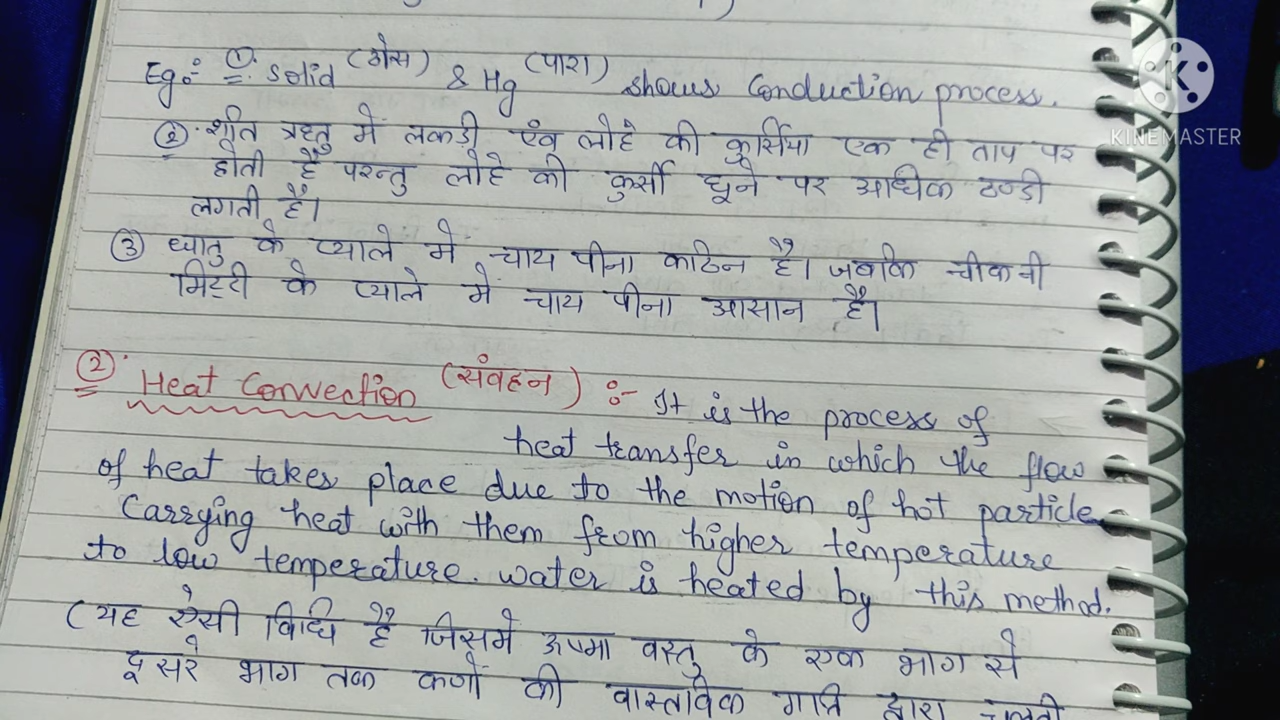 Eg:- ①. Solid (ठोस) & Hg (पारा) shows Conduction process.
②. शीत ऋतु में लकडी एंव लोहे की कुर्सिया एक ही ताप पर
होती है परन्तु लोहे की कुर्सी छूने पर अधिक ठण्डी
लगती है।
③ धातु के प्याले में चाय पीना कठिन है। जबकि चीकनी
मिट्टी के प्याले में चाय पीना आसान है।
②. Heat Convection (संवहन) :- It is the process of
heat transfer in which the flow
of heat takes place due to the motion of hot particle
Carrying heat with them from higher temperature
to low temperature. water is heated by this method.
(यह ऐसी विधि है जिसमें ऊष्मा वस्तु के एक भाग से
दूसरे भाग तक कणों की वास्तविक गति द्वारा चलती
KINEMASTER